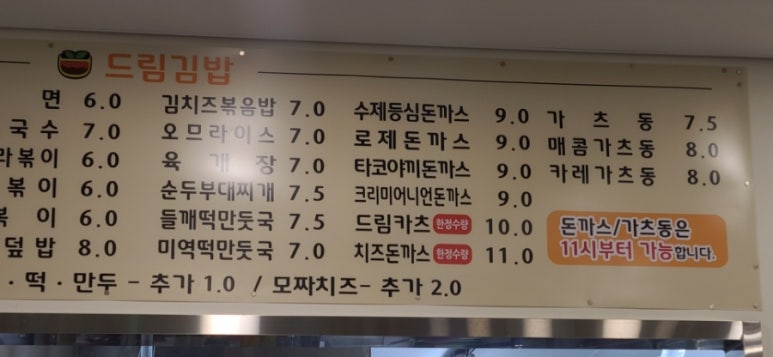 드림김밥
면 6.0 김치즈볶음밥 7.0 수제등심돈까스 9.0 가츠동 7.5
국수 7.0 오므라이스 7.0 로제돈까스 9.0 매콤가츠동 8.0
라볶이 6.0 육개장 7.0 타코야끼돈까스 9.0 카레가츠동 8.0
볶이 6.0 순두부대찌개 7.5 크리미어니언돈까스 9.0
이 6.0 들깨떡만둣국 7.5 드림카츠 한정수량 10.0 돈까스/가츠동은
덮밥 8.0 미역떡만둣국 7.0 치즈돈까스 한정수량 11.0 11시부터 가능합니다.
· 떡 · 만두 - 추가 1.0 / 모짜치즈- 추가 2.0